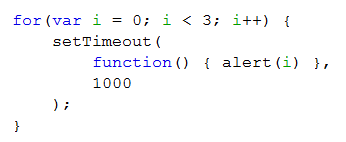 for(var i = 0; i < 3; i++) {
    setTimeout(
        function() { alert(i) },
        1000
    );
}